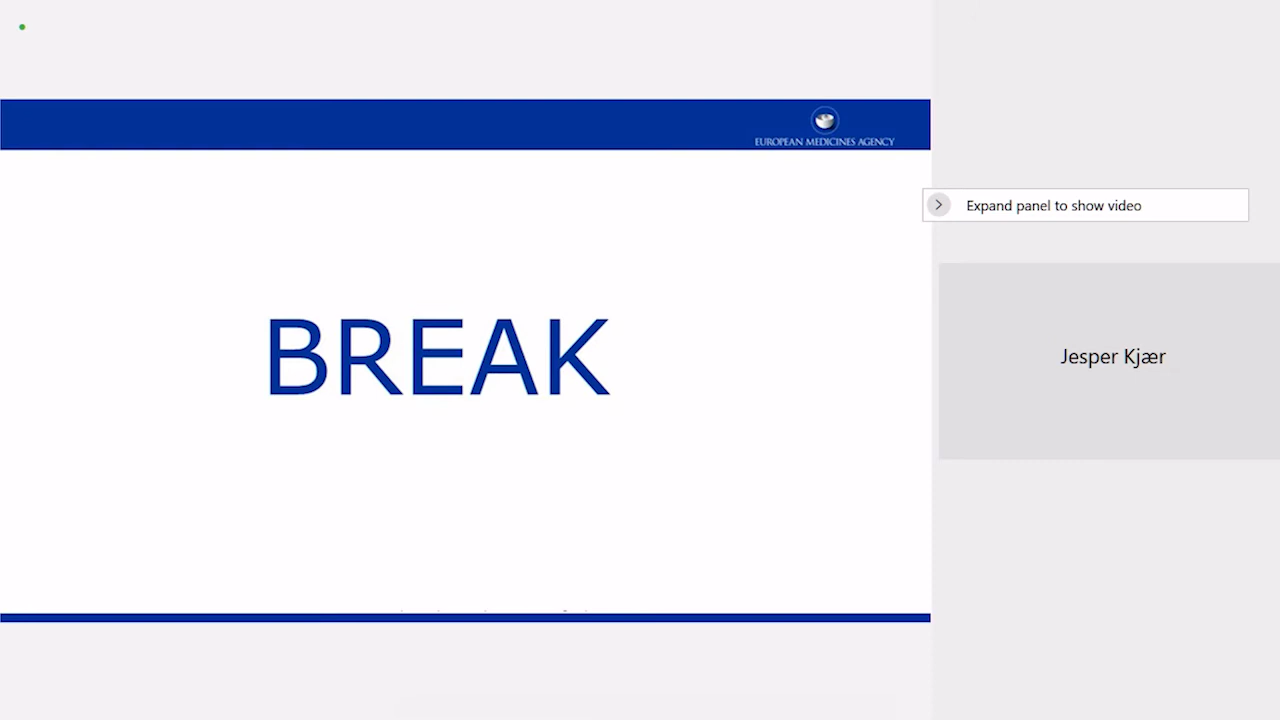 EUROPEAN MEDICINES AGENCY
Expand panel to show video
BREAK
Jesper Kjær